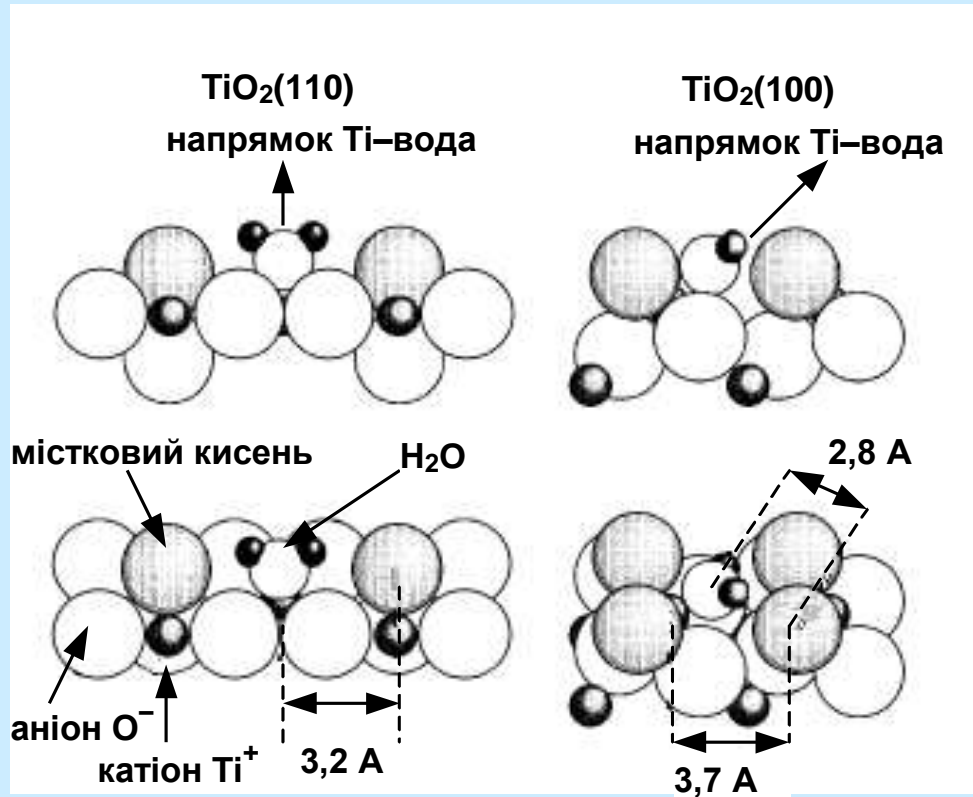 TiO₂(110)
напрямок Ti–вода
TiO₂(100)
напрямок Ti–вода
містковий кисень
H₂O
2,8 А
аніон O⁻
катіон Ti⁺
3,2 А
3,7 А